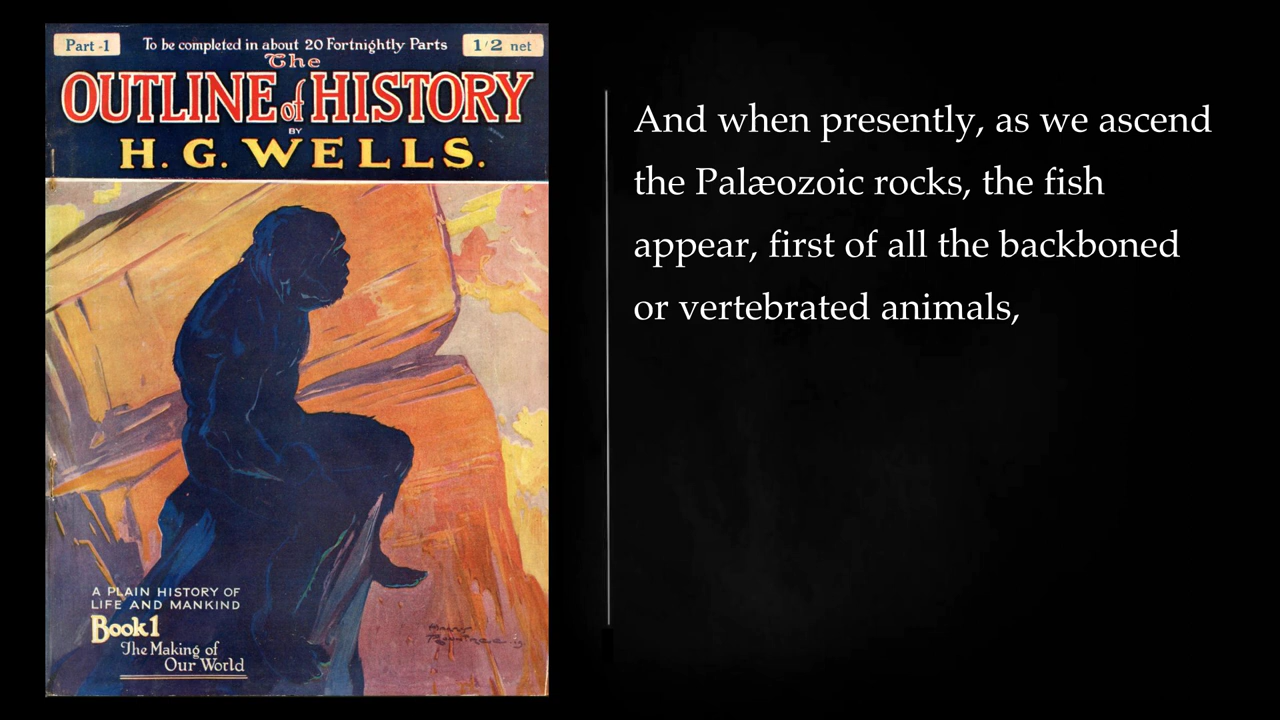 Part -1
To be completed in about 20 Fortnightly Parts
1/2 net
The
OUTLINE of HISTORY
BY
H. G. WELLS.
A PLAIN HISTORY OF
LIFE AND MANKIND
Book 1
The Making of
Our World
And when presently, as we ascend
the Palæozoic rocks, the fish
appear, first of all the backboned
or vertebrated animals,